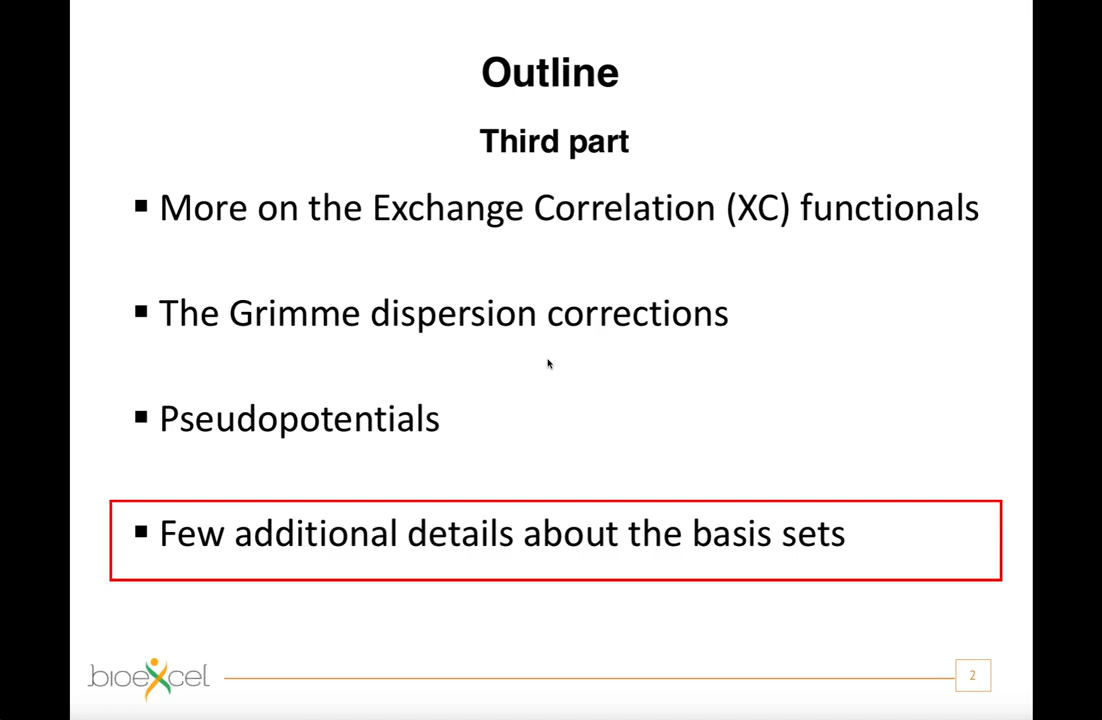 Outline
Third part
▪ More on the Exchange Correlation (XC) functionals
▪ The Grimme dispersion corrections
▪ Pseudopotentials
▪ Few additional details about the basis sets
bioexcel
2